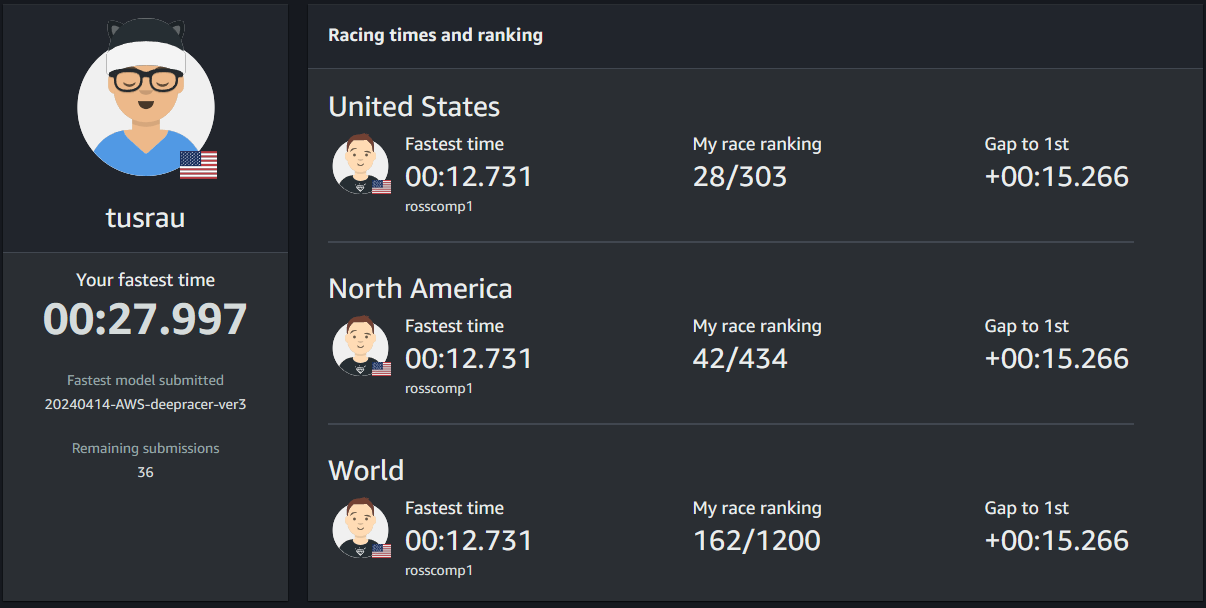 tusrau
Your fastest time
00:27.997
Fastest model submitted
20240414-AWS-deepracer-ver3
Remaining submissions
36
Racing times and ranking
United States
Fastest time
00:12.731
rosscomp1
My race ranking
28/303
Gap to 1st
+00:15.266
North America
Fastest time
00:12.731
rosscomp1
My race ranking
42/434
Gap to 1st
+00:15.266
World
Fastest time
00:12.731
rosscomp1
My race ranking
162/1200
Gap to 1st
+00:15.266